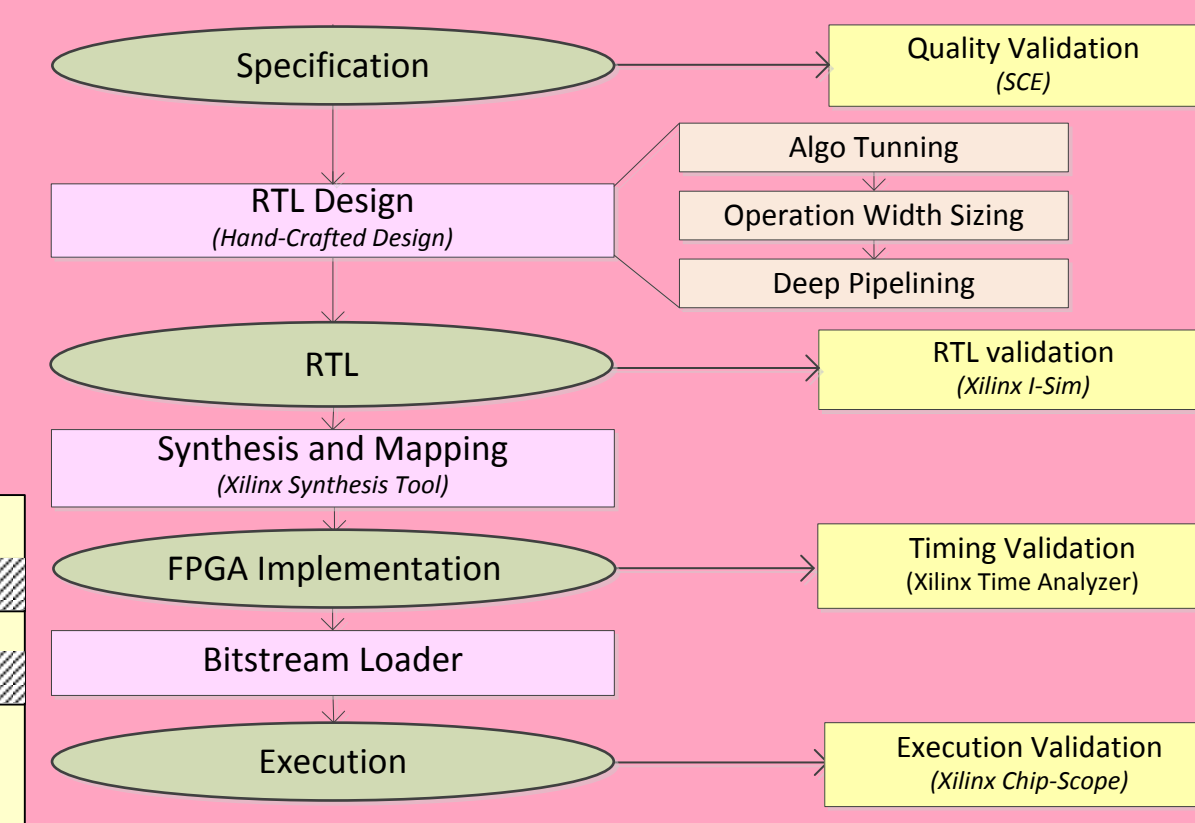 Specification
Quality Validation
(SCE)
Algo Tunning
RTL Design
(Hand-Crafted Design)
Operation Width Sizing
Deep Pipelining
RTL
RTL validation
(Xilinx I-Sim)
Synthesis and Mapping
(Xilinx Synthesis Tool)
FPGA Implementation
Timing Validation
(Xilinx Time Analyzer)
Bitstream Loader
Execution
Execution Validation
(Xilinx Chip-Scope)